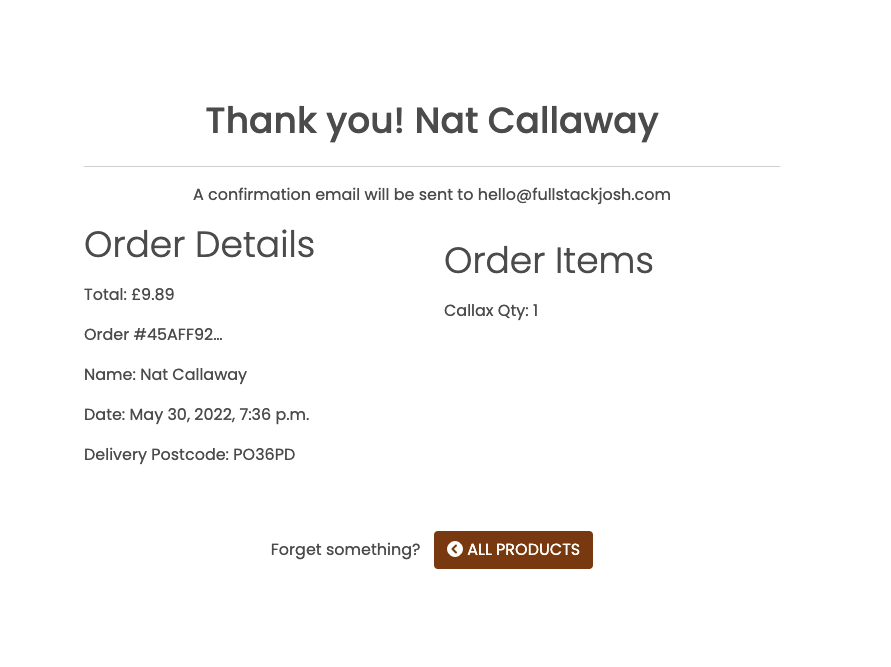 Thank you! Nat Callaway
A confirmation email will be sent to hello@fullstackjosh.com
Order Details
Total: £9.89
Order #45AFF92...
Name: Nat Callaway
Date: May 30, 2022, 7:36 p.m.
Delivery Postcode: PO36PD
Order Items
Callax Qty: 1
Forget something?
ALL PRODUCTS